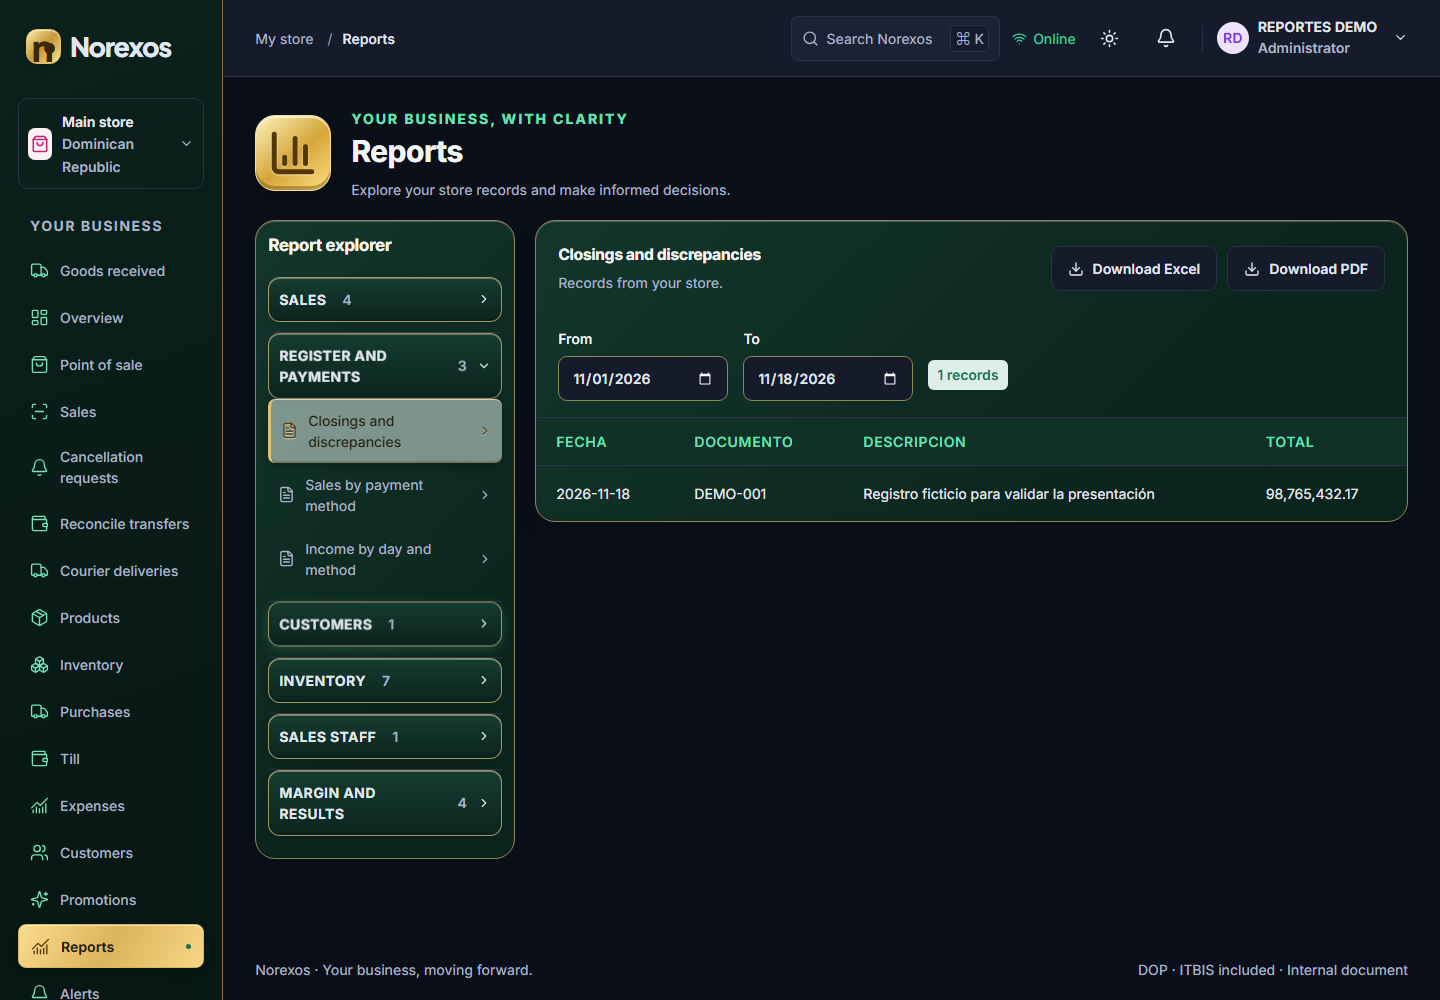 Norexos
Main store
Dominican
Republic
YOUR BUSINESS
Goods received
Overview
Point of sale
Sales
Cancellation
requests
Reconcile transfers
Courier deliveries
Products
Inventory
Purchases
Till
Expenses
Customers
Promotions
Reports
Alerts
My store / Reports
Search Norexos ⌘ K
Online
RD
REPORTES DEMO
Administrator
YOUR BUSINESS, WITH CLARITY
Reports
Explore your store records and make informed decisions.
Report explorer
SALES 4
REGISTER AND
PAYMENTS 3
Closings and
discrepancies
Sales by payment
method
Income by day and
method
CUSTOMERS 1
INVENTORY 7
SALES STAFF 1
MARGIN AND
RESULTS 4
Closings and discrepancies
Records from your store.
Download Excel
Download PDF
From To
11/01/2026 11/18/2026 1 records
FECHA DOCUMENTO DESCRIPCION TOTAL
2026-11-18 DEMO-001 Registro ficticio para validar la presentación 98,765,432.17
Norexos · Your business, moving forward.
DOP · ITBIS included · Internal document